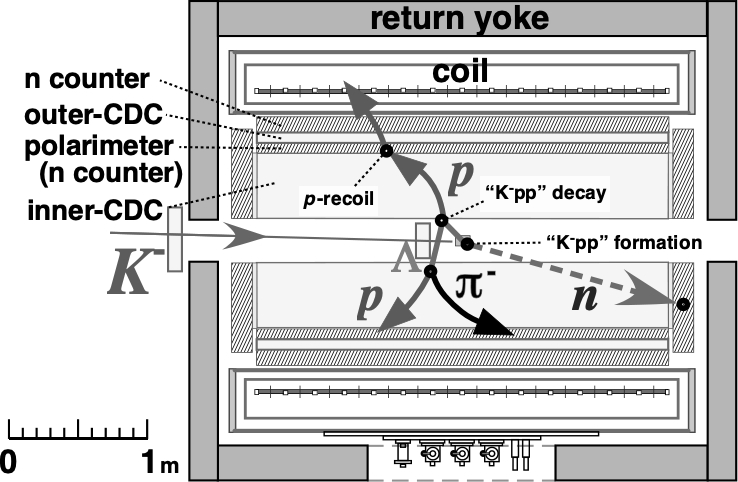 return yoke
coil
n counter
outer-CDC
polarimeter
(n counter)
inner-CDC
p
p-recoil
“K-pp” decay
“K-pp” formation
K-
Λ
p
π-
n
0 1m